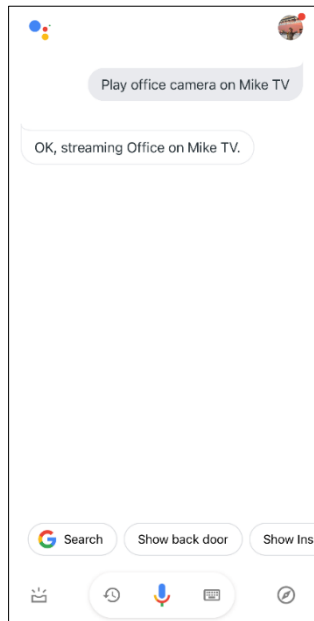 Play office camera on Mike TV
OK, streaming Office on Mike TV.
Search
Show back door
Show Ins